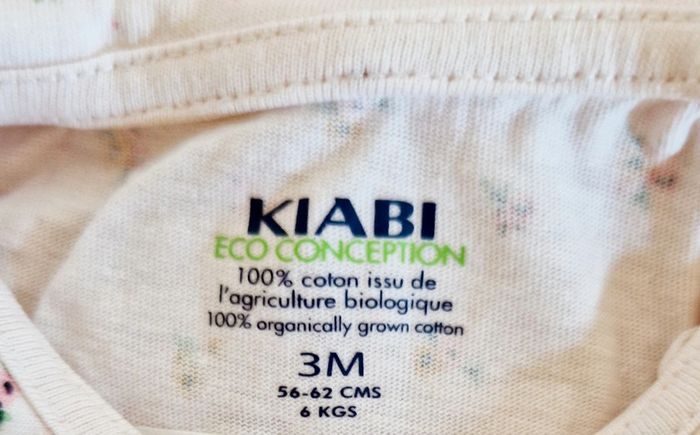 KIABI
ECO CONCEPTION
100% coton issu de
l'agriculture biologique
100% organically grown cotton
3M
56-62 CMS
6 KGS